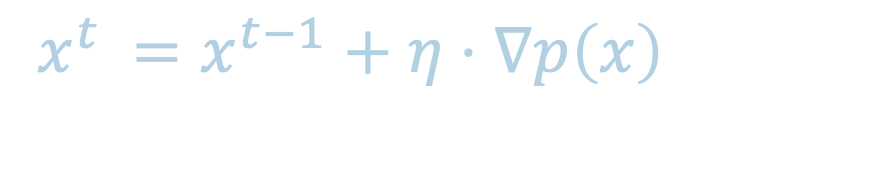 x^t = x^{t-1} + η · ∇p(x)